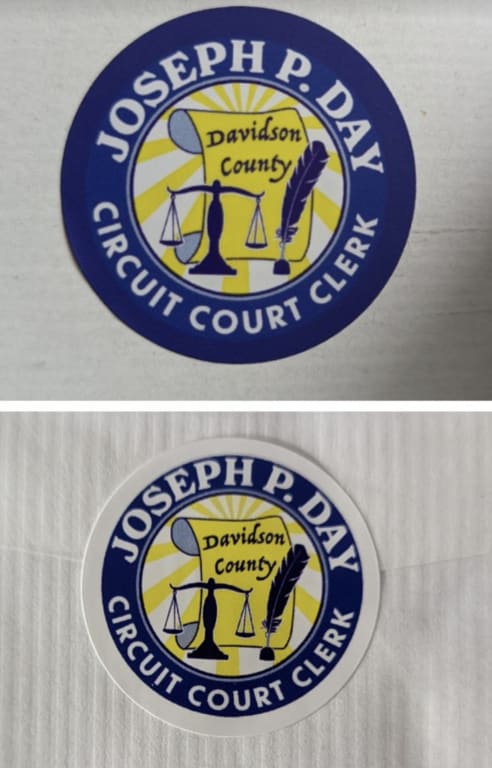 JOSEPH P. DAY
Davidson
County
CIRCUIT COURT CLERK
JOSEPH P. DAY
Davidson
County
CIRCUIT COURT CLERK